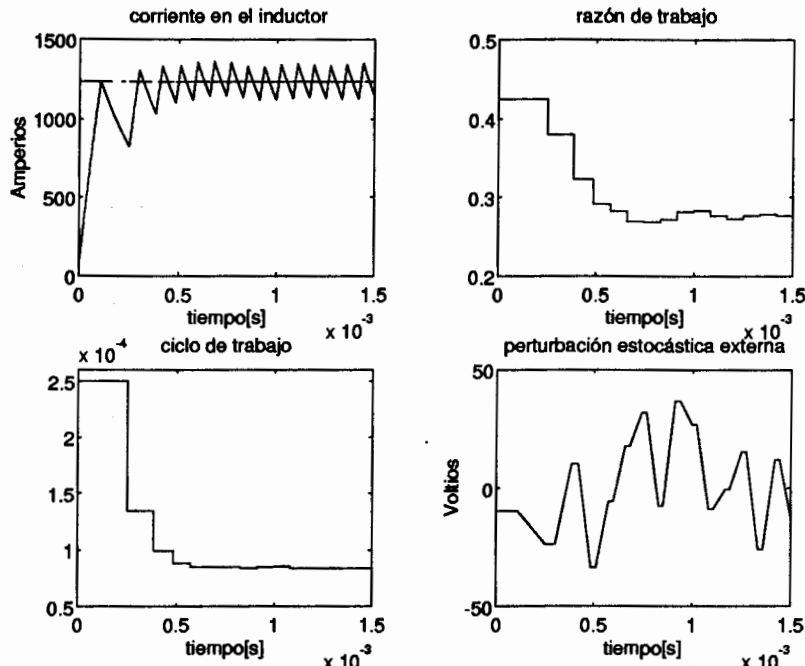 corriente en el inductor
1500
1000
500
0
Amperios
0 0.5 1 1.5
tiempo[s]
x 10⁻³
razón de trabajo
0.5
0.4
0.3
0.2
0 0.5 1 1.5
tiempo[s]
x 10⁻³
ciclo de trabajo
x 10⁻⁴
2.5
2
1.5
1
0.5
0 0.5 1 1.5
tiempo[s]
x 10⁻³
perturbación estocástica externa
50
0
-50
Voltios
0 0.5 1 1.5
tiempo[s]
x 10⁻³